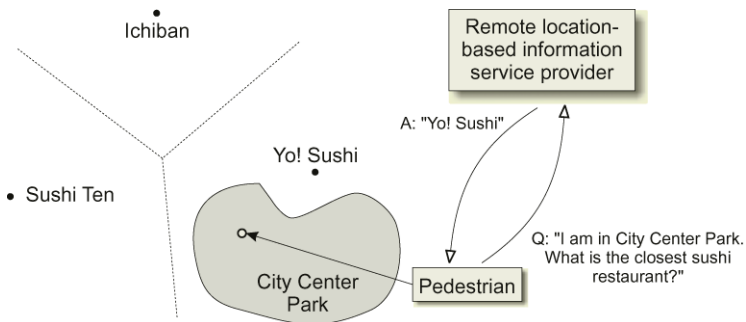 Ichiban
Remote location-
based information
service provider
A: "Yo! Sushi"
Yo! Sushi
Sushi Ten
Q: "I am in City Center Park.
What is the closest sushi
restaurant?"
City Center
Park
Pedestrian